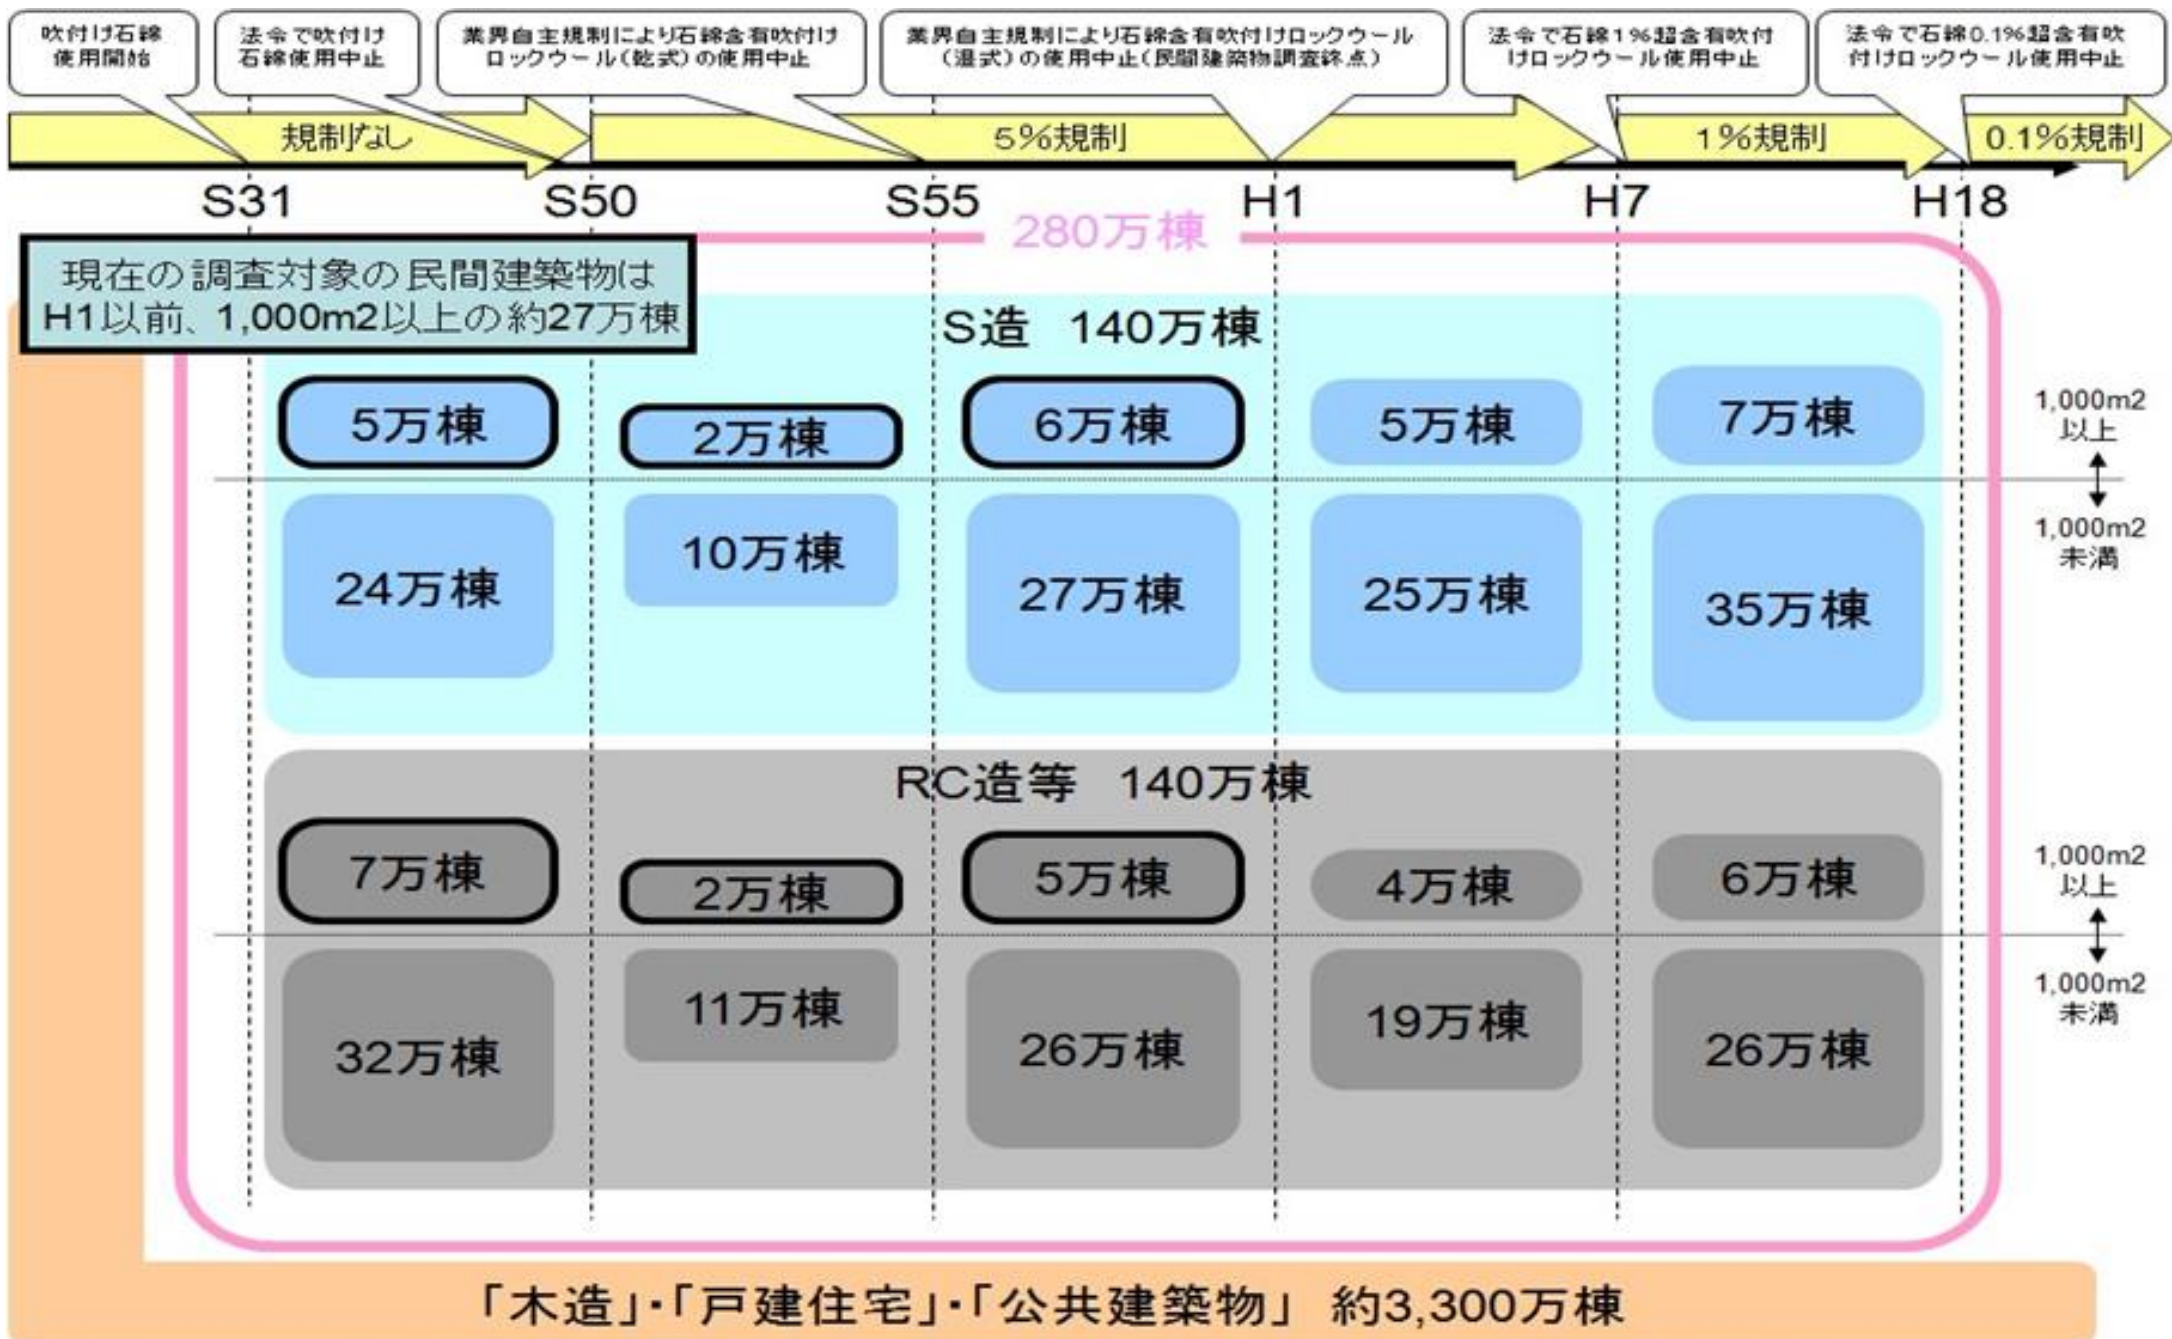 吹付け石綿
使用開始
法令で吹付け
石綿使用中止
業界自主規制により石綿含有吹付け
ロックウール(乾式)の使用中止
業界自主規制により石綿含有吹付けロックウール
(湿式)の使用中止(民間建築物調査終点)
法令で石綿1%超含有吹付
けロックウール使用中止
法令で石綿0.1%超含有吹
付けロックウール使用中止
規制なし
5%規制
1%規制
0.1%規制
S31
S50
S55
H1
H7
H18
280万棟
現在の調査対象の民間建築物は
H1以前、1,000m2以上の約27万棟
S造 140万棟
5万棟
2万棟
6万棟
5万棟
7万棟
1,000m2
以上
24万棟
10万棟
27万棟
25万棟
35万棟
1,000m2
未満
RC造等 140万棟
7万棟
2万棟
5万棟
4万棟
6万棟
1,000m2
以上
32万棟
11万棟
26万棟
19万棟
26万棟
1,000m2
未満
「木造」・「戸建住宅」・「公共建築物」 約3,300万棟